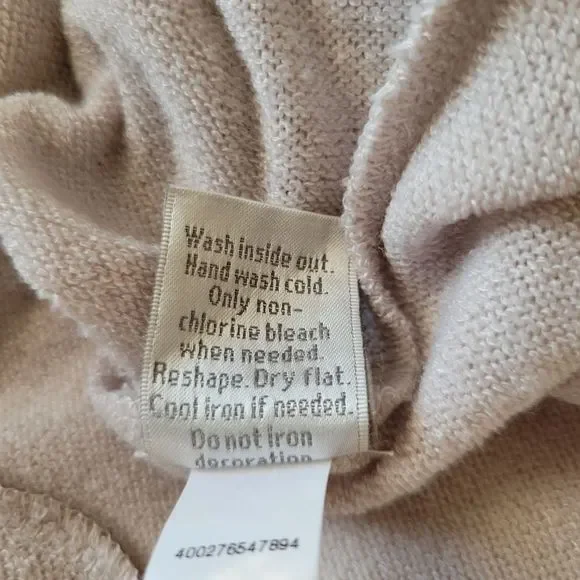 Wash inside out.
Hand wash cold.
Only non-
chlorine bleach
when needed.
Reshape. Dry flat.
Cool iron if needed.
Do not iron
decoration.
400276547894